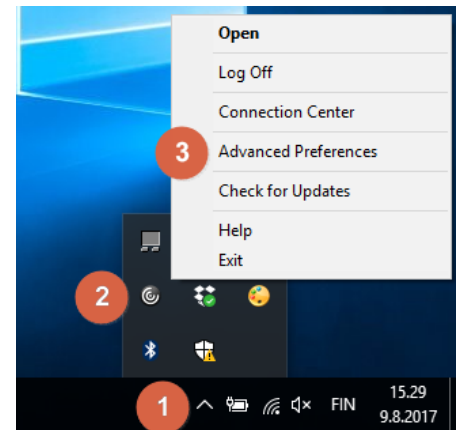 Open
Log Off
Connection Center
3 Advanced Preferences
Check for Updates
Help
Exit
2
1 FIN 15.29
9.8.2017